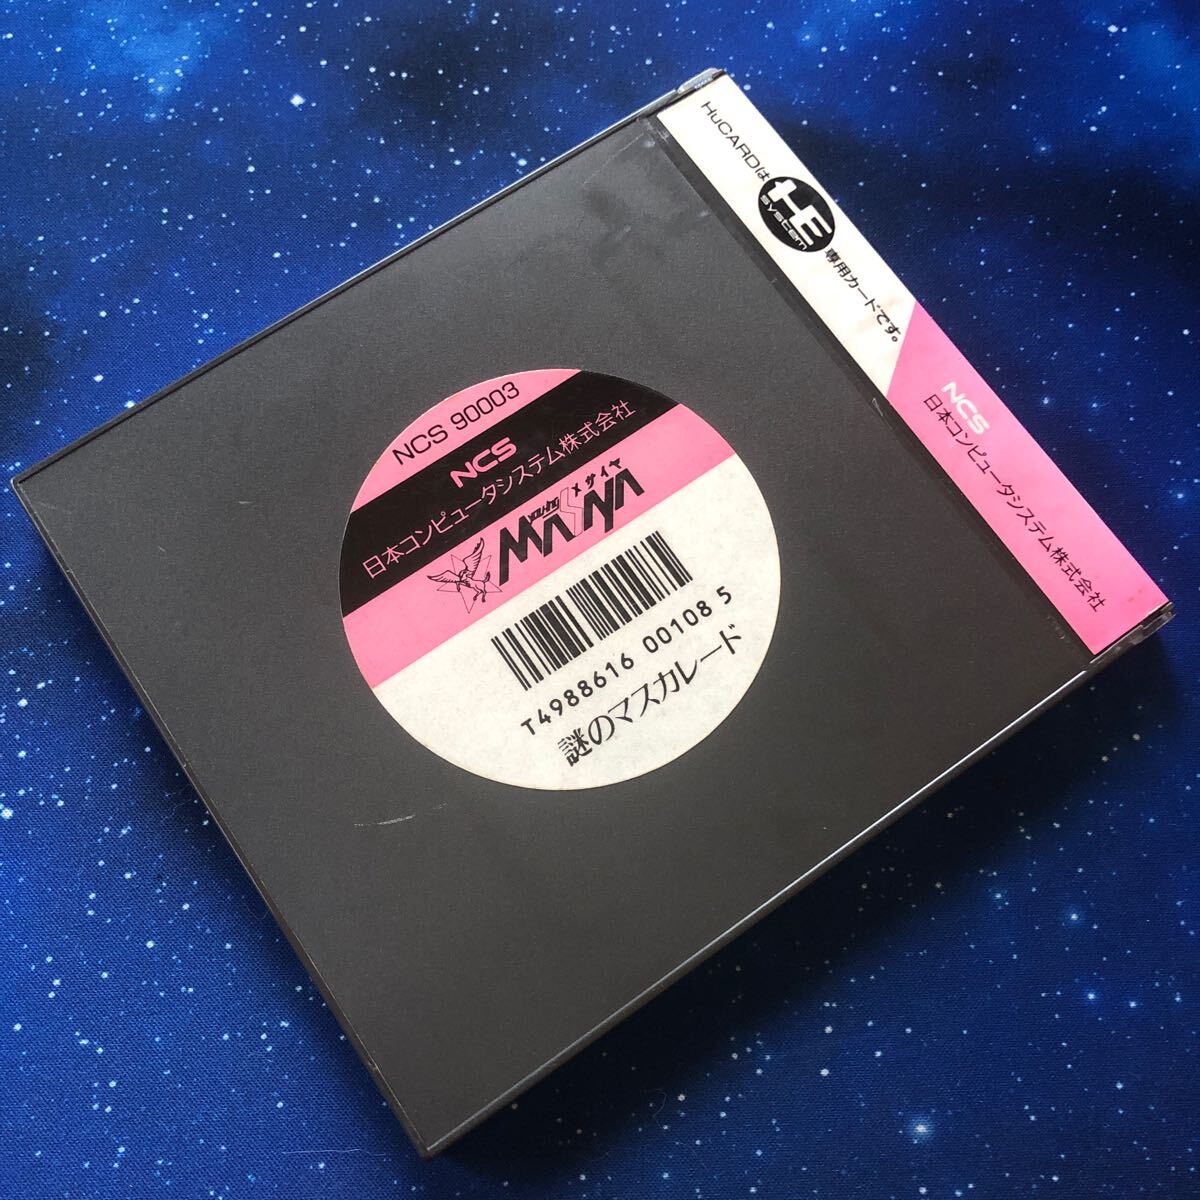 HuCARDは HE system 専用カードです。
NCS
日本コンピュータシステム株式会社
NCS 90003
NCS
日本コンピュータシステム株式会社
メサイヤ
MASAYA
T4988616 00108 5
謎のマスカレード